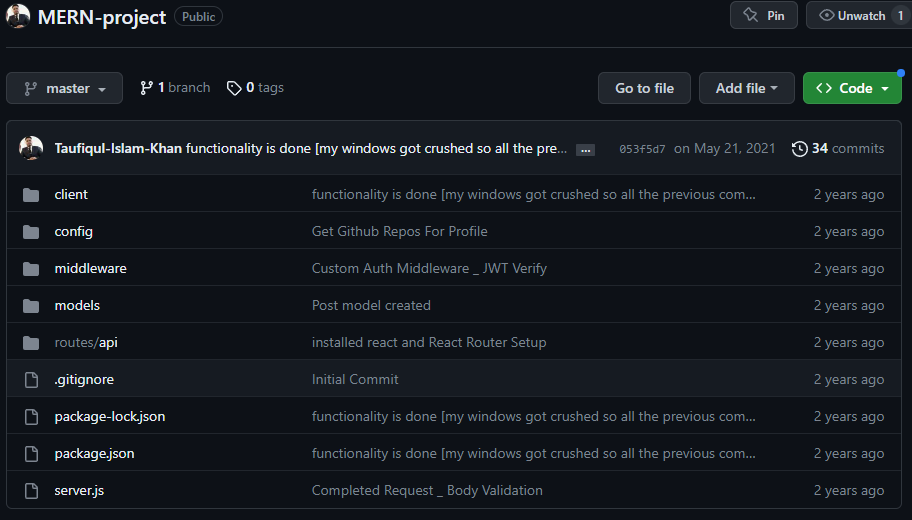 MERN-project Public Pin Unwatch 1
master 1 branch 0 tags Go to file Add file <> Code
Taufiqul-Islam-Khan functionality is done [my windows got crushed so all the pre... ... 053f5d7 on May 21, 2021 34 commits
client functionality is done [my windows got crushed so all the previous com... 2 years ago
config Get Github Repos For Profile 2 years ago
middleware Custom Auth Middleware _ JWT Verify 2 years ago
models Post model created 2 years ago
routes/api installed react and React Router Setup 2 years ago
.gitignore Initial Commit 2 years ago
package-lock.json functionality is done [my windows got crushed so all the previous com... 2 years ago
package.json functionality is done [my windows got crushed so all the previous com... 2 years ago
server.js Completed Request _ Body Validation 2 years ago